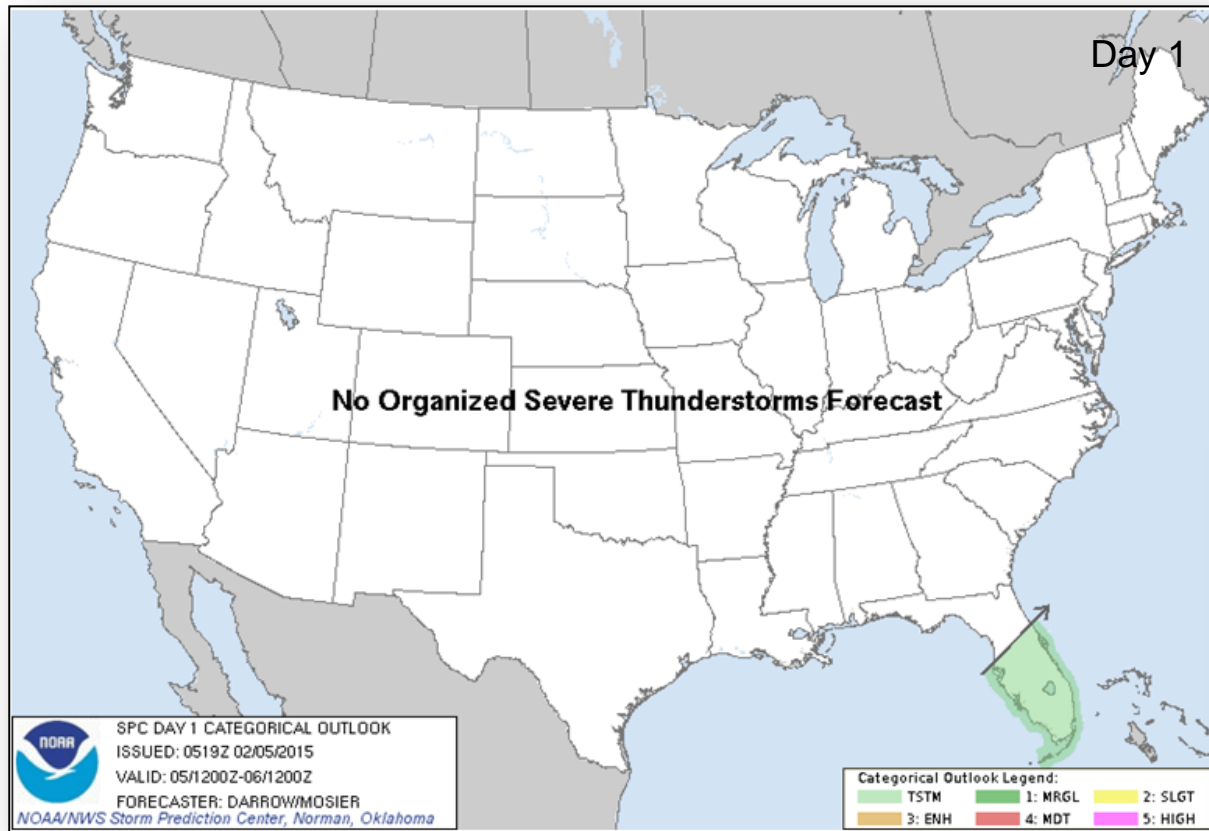 Day 1
No Organized Severe Thunderstorms Forecast
NOAA
SPC DAY 1 CATEGORICAL OUTLOOK
ISSUED: 0519Z 02/05/2015
VALID: 05/1200Z-06/1200Z
FORECASTER: DARROW/MOSIER
NOAA/NWS Storm Prediction Center, Norman, Oklahoma
Categorical Outlook Legend:
TSTM 1: MRGL 2: SLGT
3: ENH 4: MDT 5: HIGH